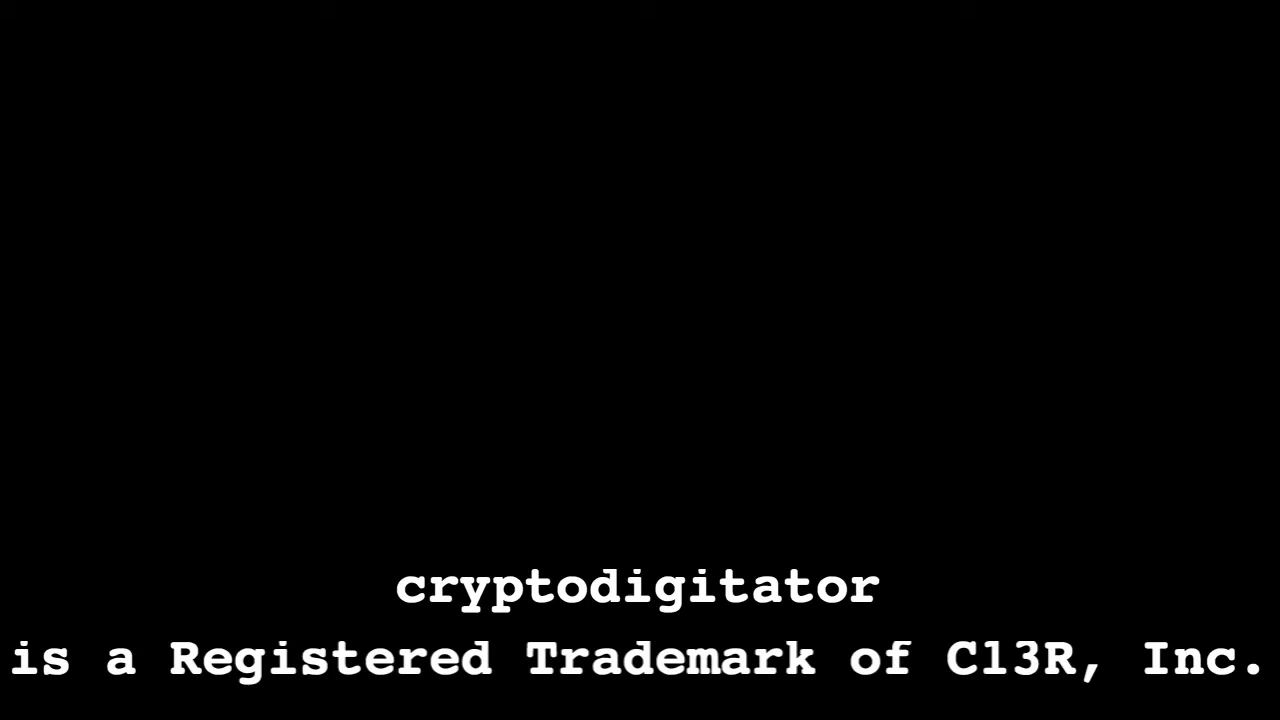 cryptodigitator
is a Registered Trademark of C13R, Inc.